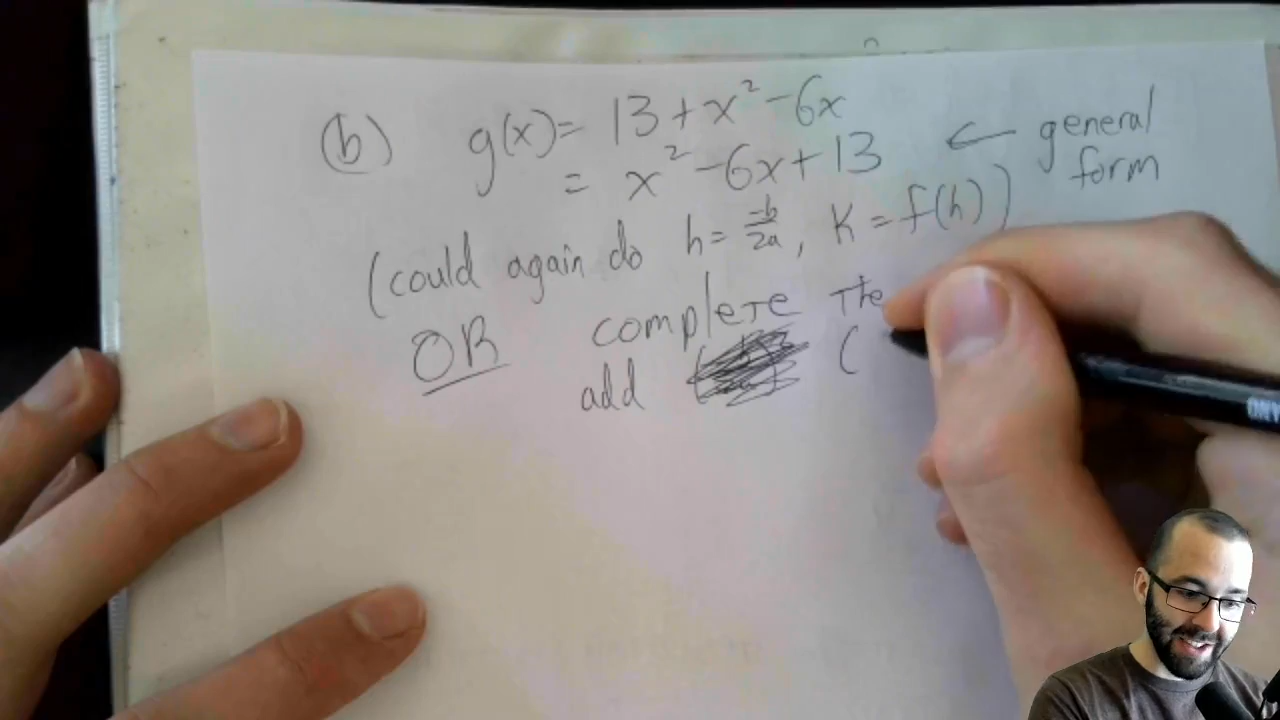 (b) g(x) = 13 + x² - 6x
= x² - 6x + 13 ← general form
(could again do h = -b/2a, K = f(h))
OR complete the
add (